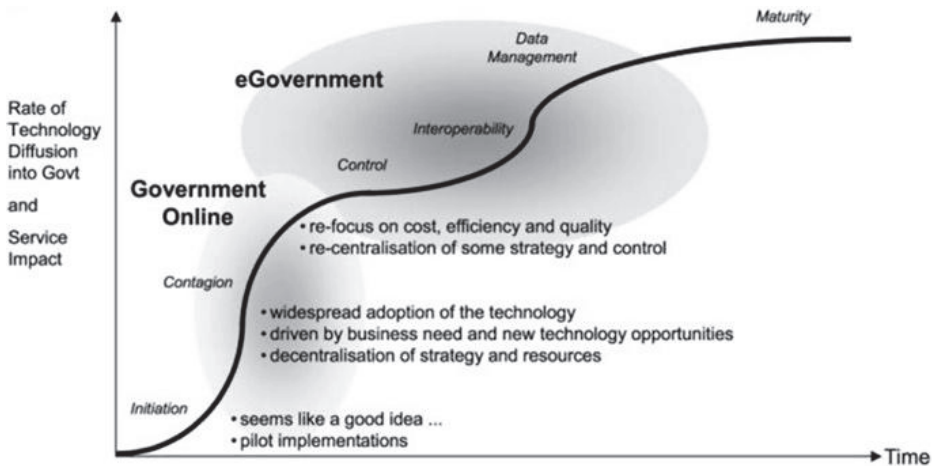 Maturity
Data
Management
eGovernment
Rate of
Technology
Diffusion
into Govt
and
Service
Impact
Interoperability
Control
Government
Online
• re-focus on cost, efficiency and quality
• re-centralisation of some strategy and control
Contagion
• widespread adoption of the technology
• driven by business need and new technology opportunities
• decentralisation of strategy and resources
Initiation
• seems like a good idea ...
• pilot implementations
Time